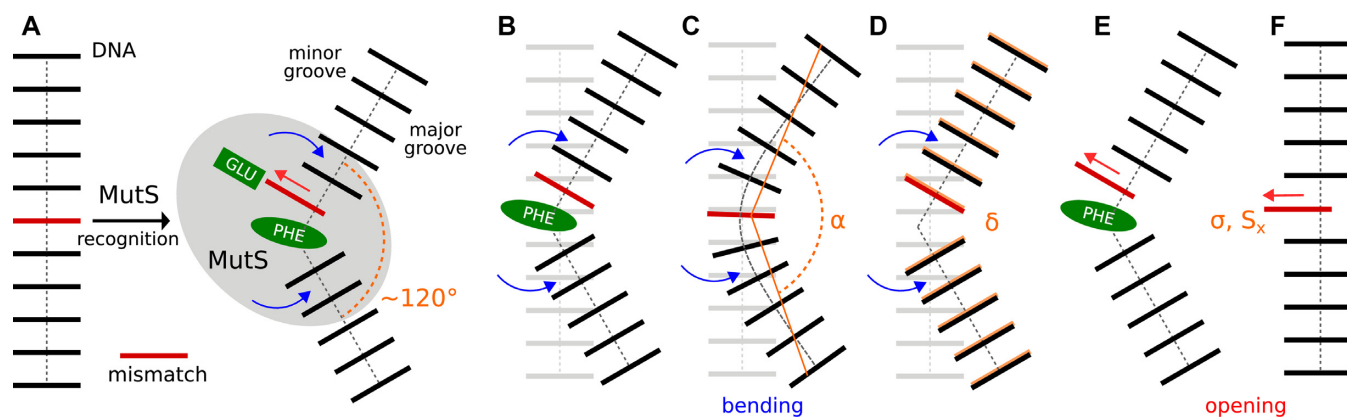 A
DNA
MutS
recognition
mismatch
minor
groove
major
groove
GLU
PHE
MutS
~120°
B
PHE
C
α
bending
D
δ
E
PHE
opening
F
σ, Sₓ